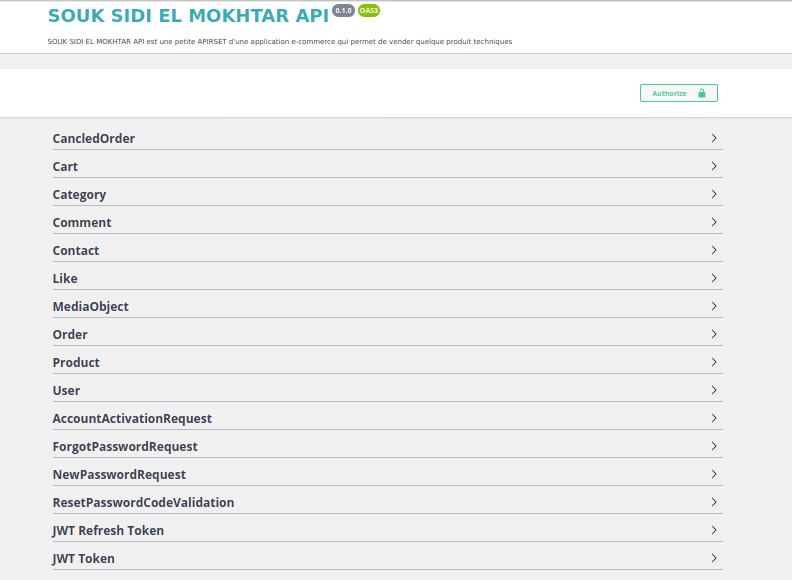 SOUK SIDI EL MOKHTAR API 0.1.0 OAS3
SOUK SIDI EL MOKHTAR API est une petite APIRSET d'une application e-commerce qui permet de vender quelque produit techniques
Authorize
CancledOrder
Cart
Category
Comment
Contact
Like
MediaObject
Order
Product
User
AccountActivationRequest
ForgotPasswordRequest
NewPasswordRequest
ResetPasswordCodeValidation
JWT Refresh Token
JWT Token